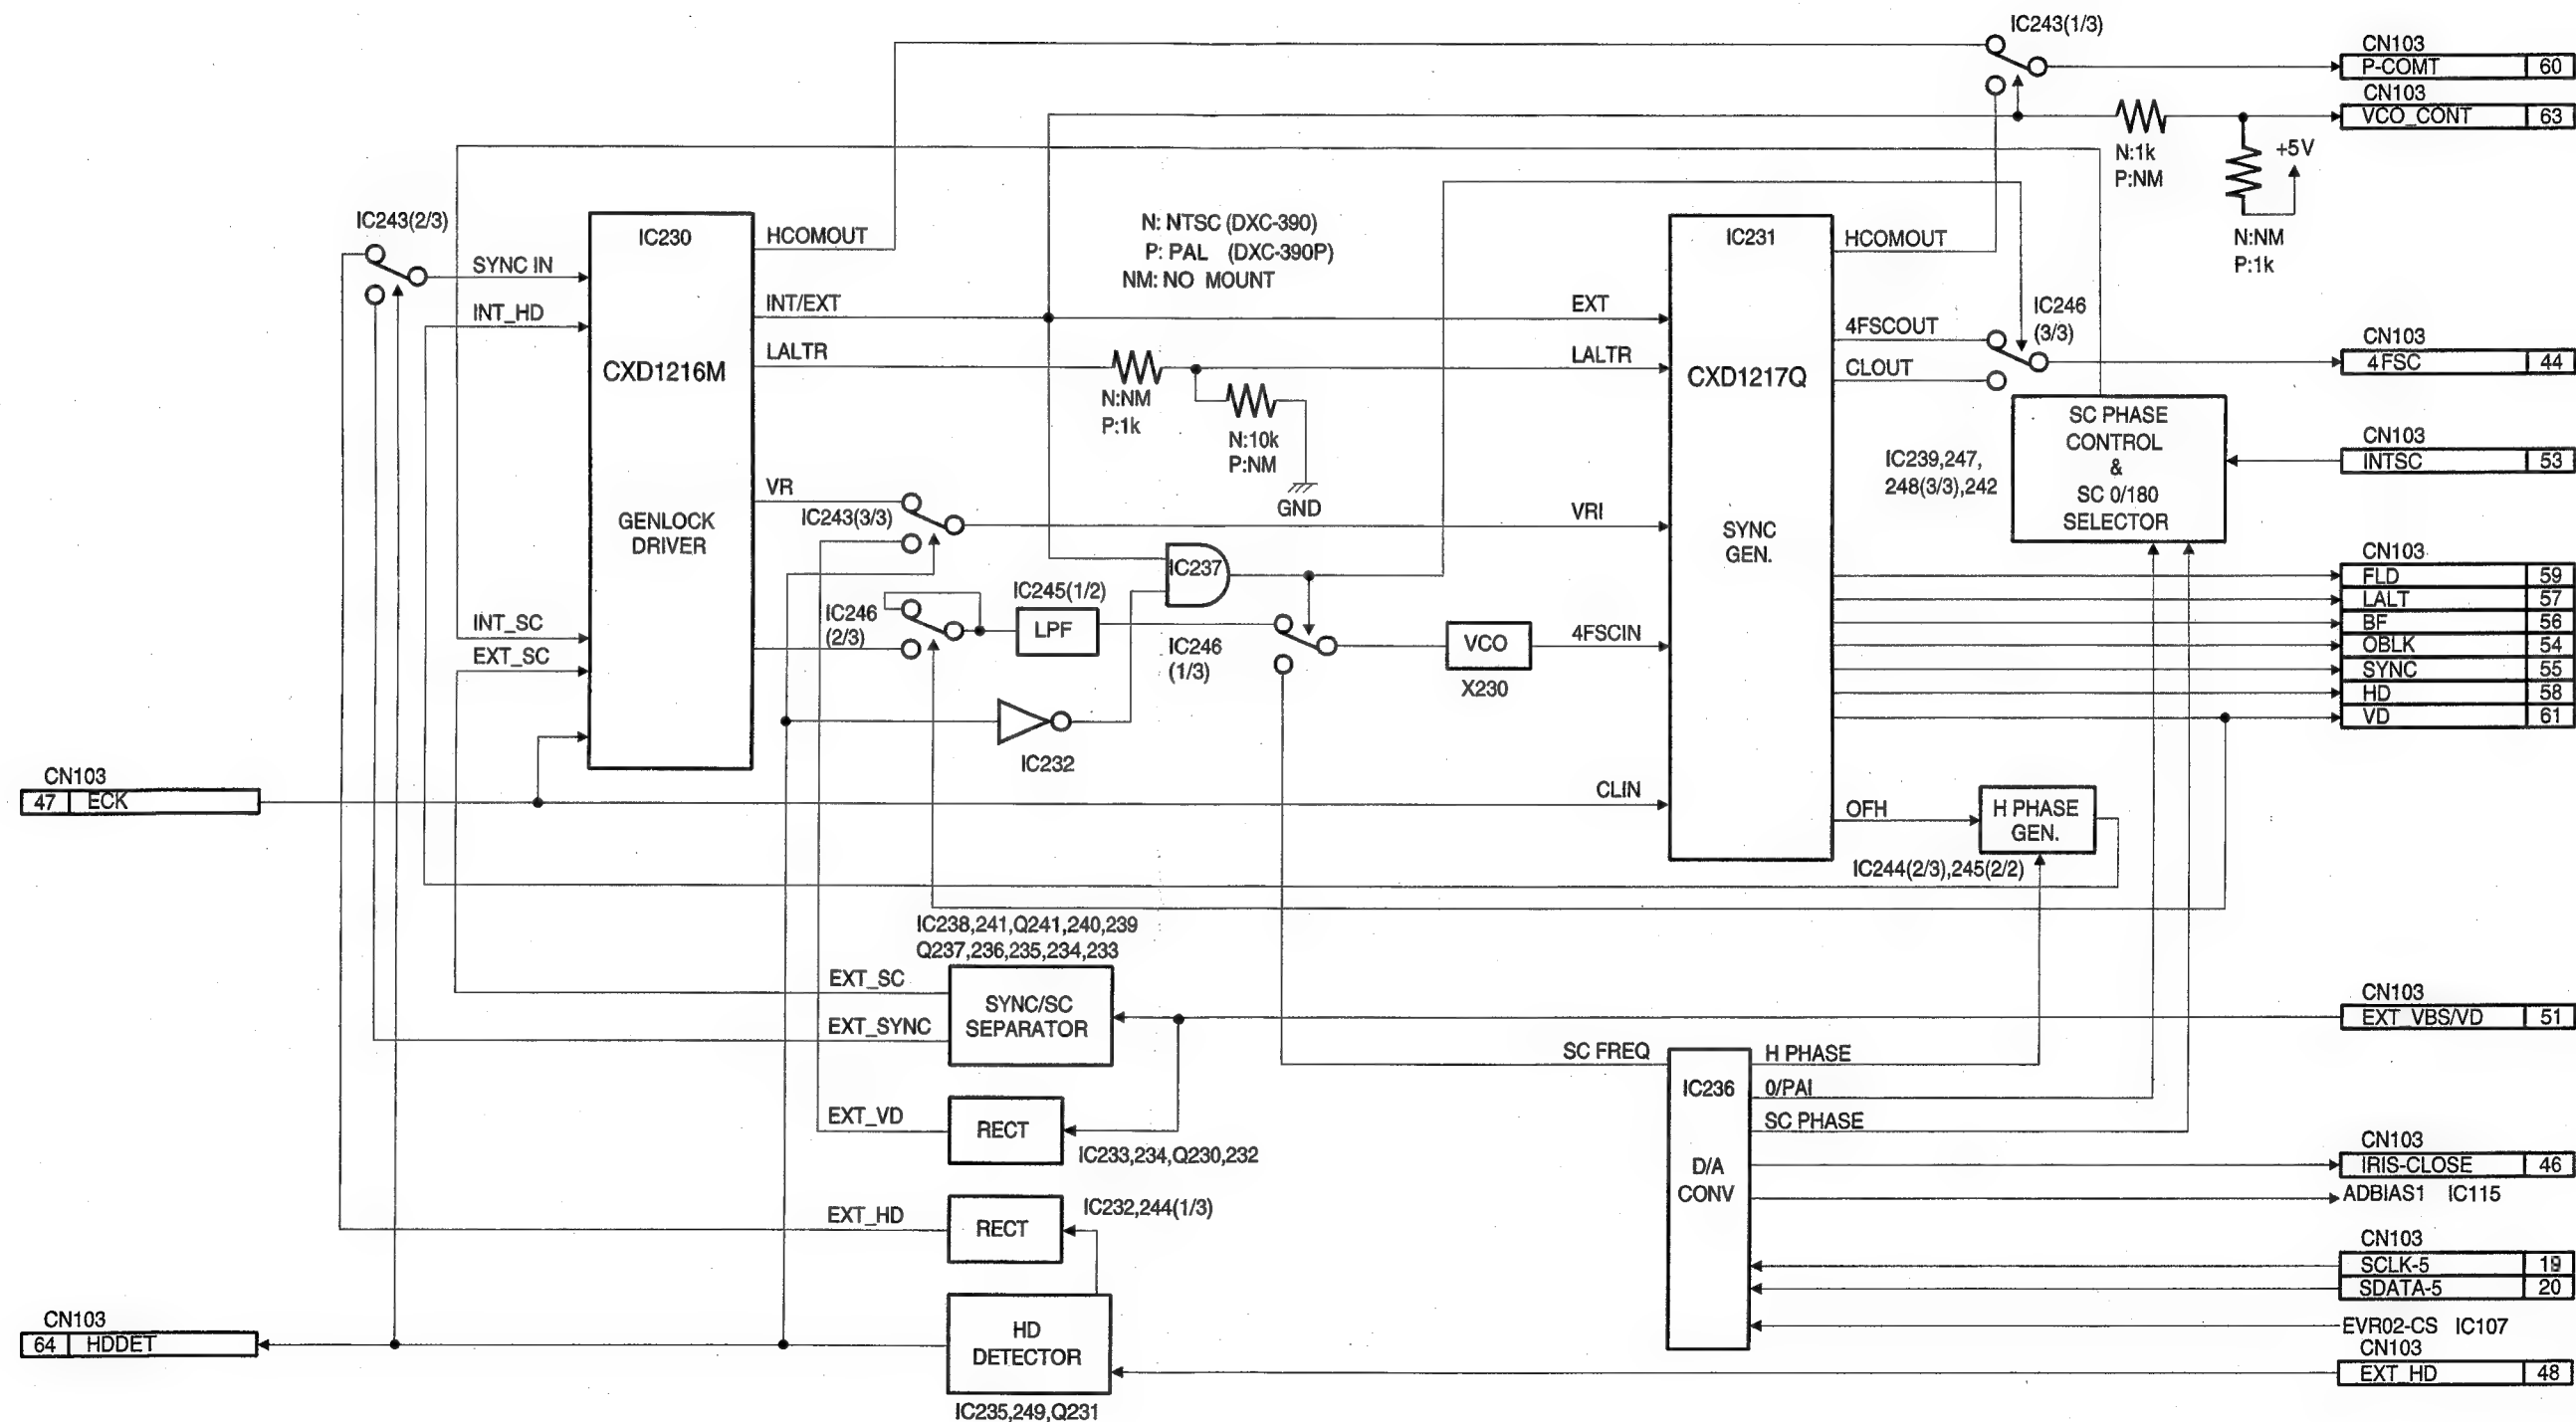 IC243(1/3)
CN103
P-COMT 60
CN103
VCO_CONT 63
N:1k
P:NM
+5V
N:NM
P:1k
IC243(2/3)
SYNC IN
INT_HD
IC230
CXD1216M
GENLOCK
DRIVER
HCOMOUT
INT/EXT
LALTR
N: NTSC (DXC-390)
P: PAL (DXC-390P)
NM: NO MOUNT
N:NM
P:1k
N:10k
P:NM
GND
EXT
LALTR
IC231
CXD1217Q
SYNC
GEN.
HCOMOUT
4FSCOUT
CLOUT
IC246
(3/3)
CN103
4FSC 44
SC PHASE
CONTROL
&
SC 0/180
SELECTOR
IC239,247,
248(3/3),242
CN103
INTSC 53
VR
IC243(3/3)
VRI
IC237
IC246
(2/3)
IC245(1/2)
LPF
IC246
(1/3)
VCO
X230
4FSCIN
INT_SC
EXT_SC
IC232
CN103
FLD 59
LALT 57
BF 56
OBLK 54
SYNC 55
HD 58
VD 61
CN103
47 ECK
CLIN
OFH
H PHASE
GEN.
IC244(2/3),245(2/2)
IC238,241,Q241,240,239
Q237,236,235,234,233
EXT_SC
EXT_SYNC
SYNC/SC
SEPARATOR
CN103
EXT_VBS/VD 51
EXT_VD
RECT
IC233,234,Q230,232
SC FREQ
IC236
D/A
CONV
H PHASE
0/PAI
SC PHASE
CN103
IRIS-CLOSE 46
ADBIAS1 IC115
EXT_HD
RECT
IC232,244(1/3)
CN103
SCLK-5 19
SDATA-5 20
EVR02-CS IC107
CN103
EXT_HD 48
CN103
64 HDDET
HD
DETECTOR
IC235,249,Q231